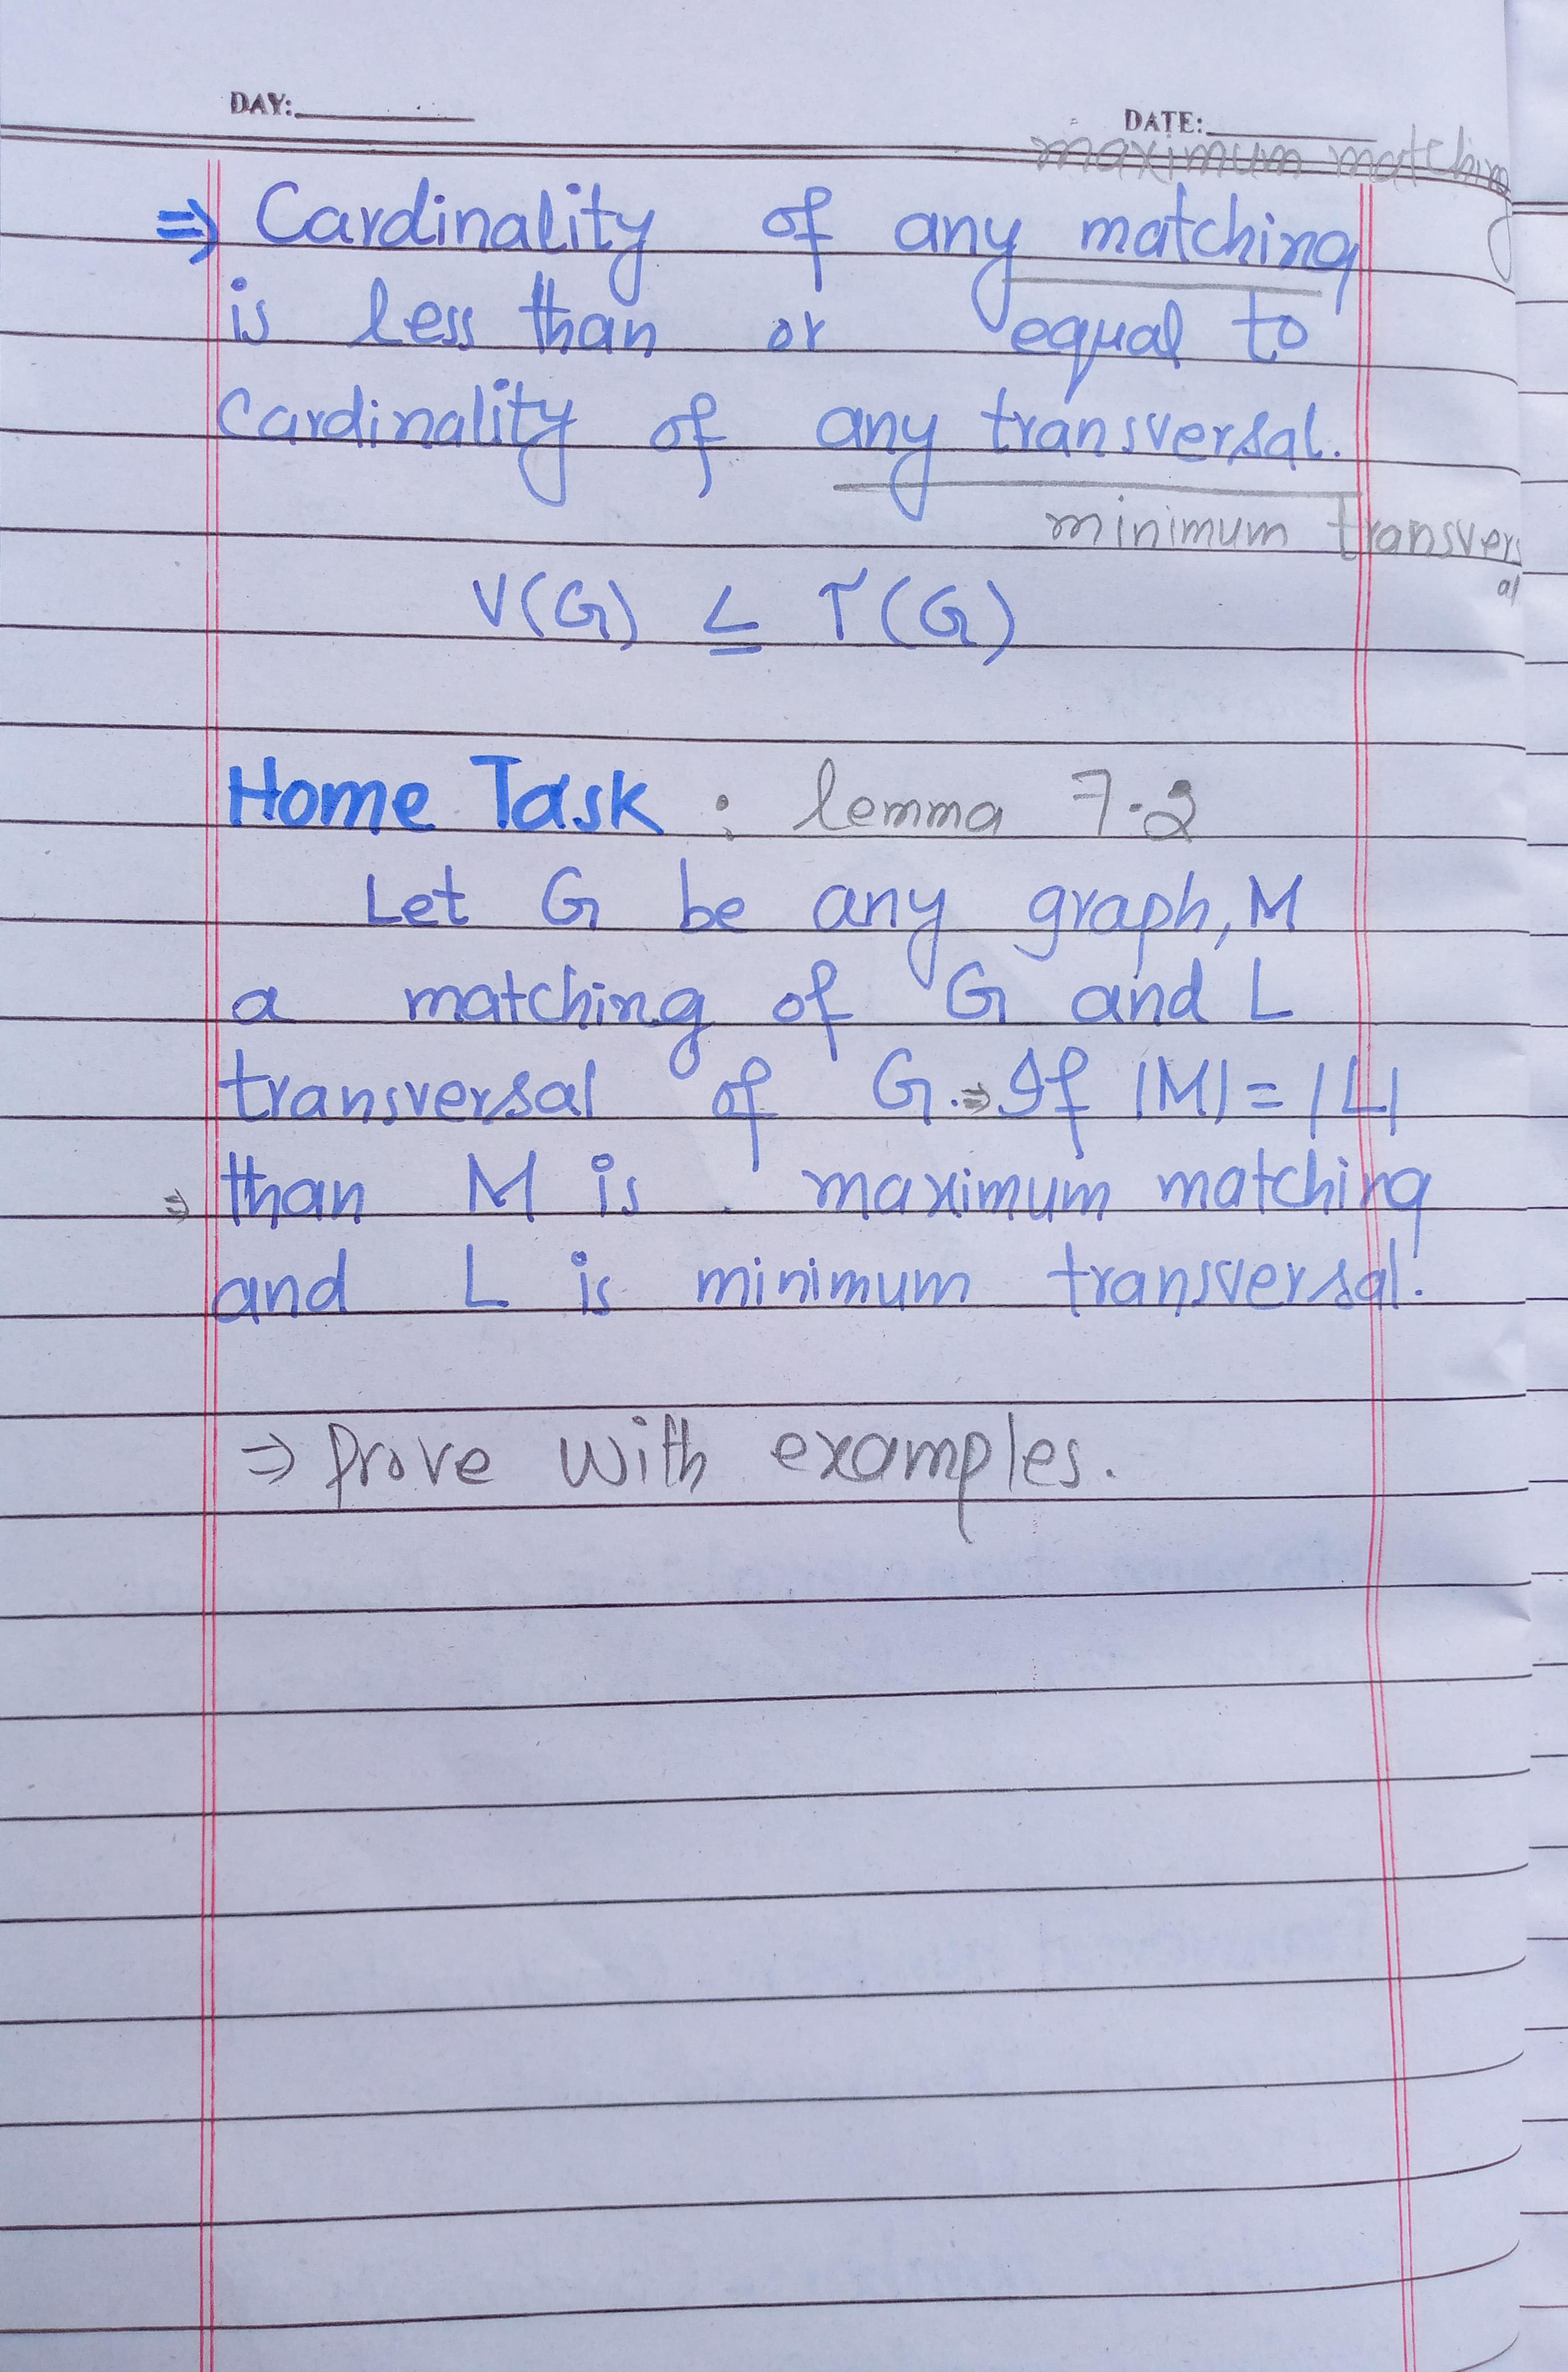 DAY:
DATE:
maximum matching
⇒ Cardinality of any matching
is less than or equal to
Cardinality of any transversal.
minimum transvers
al
ν(G) ≤ τ(G)
Home Task : lemma 7.2
Let G be any graph, M
a matching of G and L
transversal of G. ⇒ If |M| = |L|
⇒ than M is maximum matching
and L is minimum transversal.
⇒ Prove with examples.